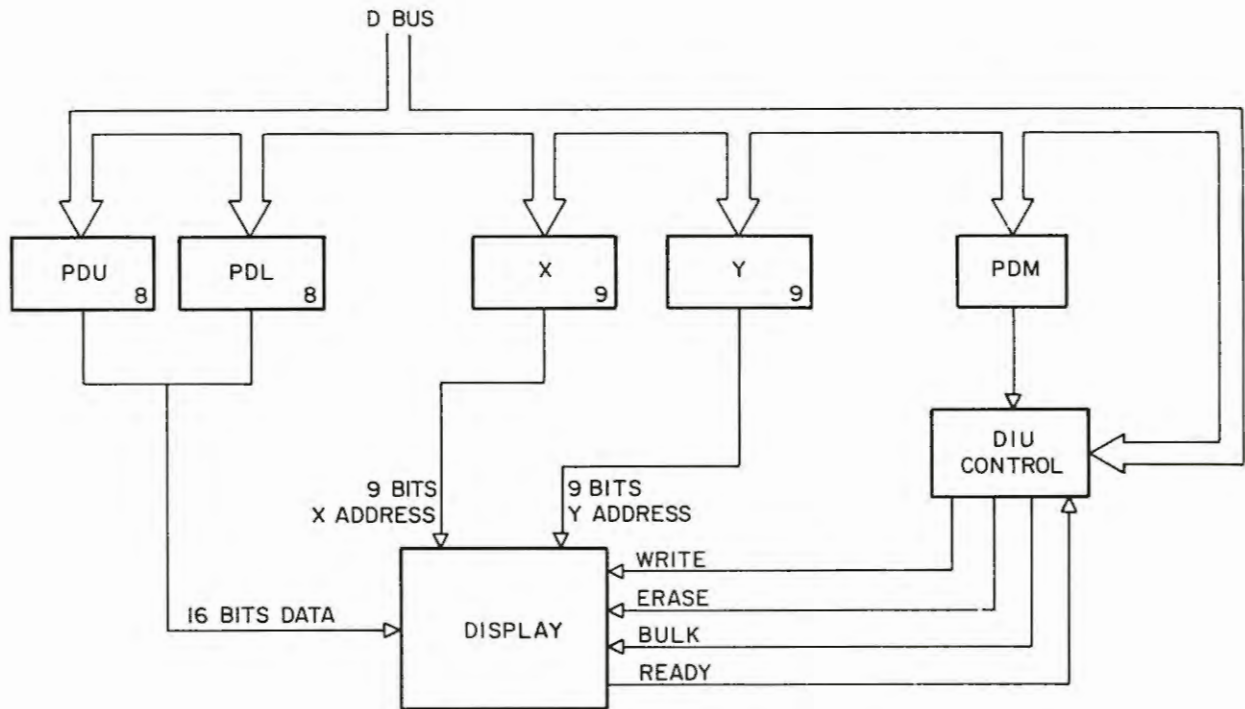 D BUS
PDU
8
PDL
8
X
9
Y
9
PDM
DIU
CONTROL
9 BITS
X ADDRESS
9 BITS
Y ADDRESS
WRITE
ERASE
BULK
READY
16 BITS DATA
DISPLAY